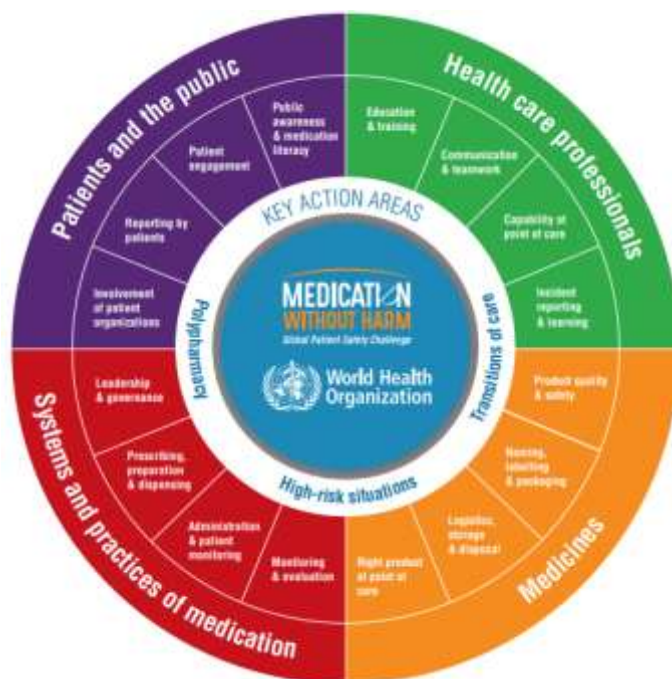 Patients and the public
Public
awareness
& medication
literacy
Patient
engagement
Reporting by
patients
Involvement
of patient
organizations
Health care professionals
Education
& training
Communication
& teamwork
Capability at
point of care
Incident
reporting
& learning
KEY ACTION AREAS
Polypharmacy
Transitions of care
High-risk situations
MEDICATION
WITHOUT HARM
Global Patient Safety Challenge
World Health
Organization
Systems and practices of medication
Leadership
& governance
Prescribing,
preparation
& dispensing
Administration
& patient
monitoring
Monitoring
& evaluation
Medicines
Product quality
& safety
Naming,
labelling
& packaging
Logistics,
storage
& disposal
Right product
at point of
care